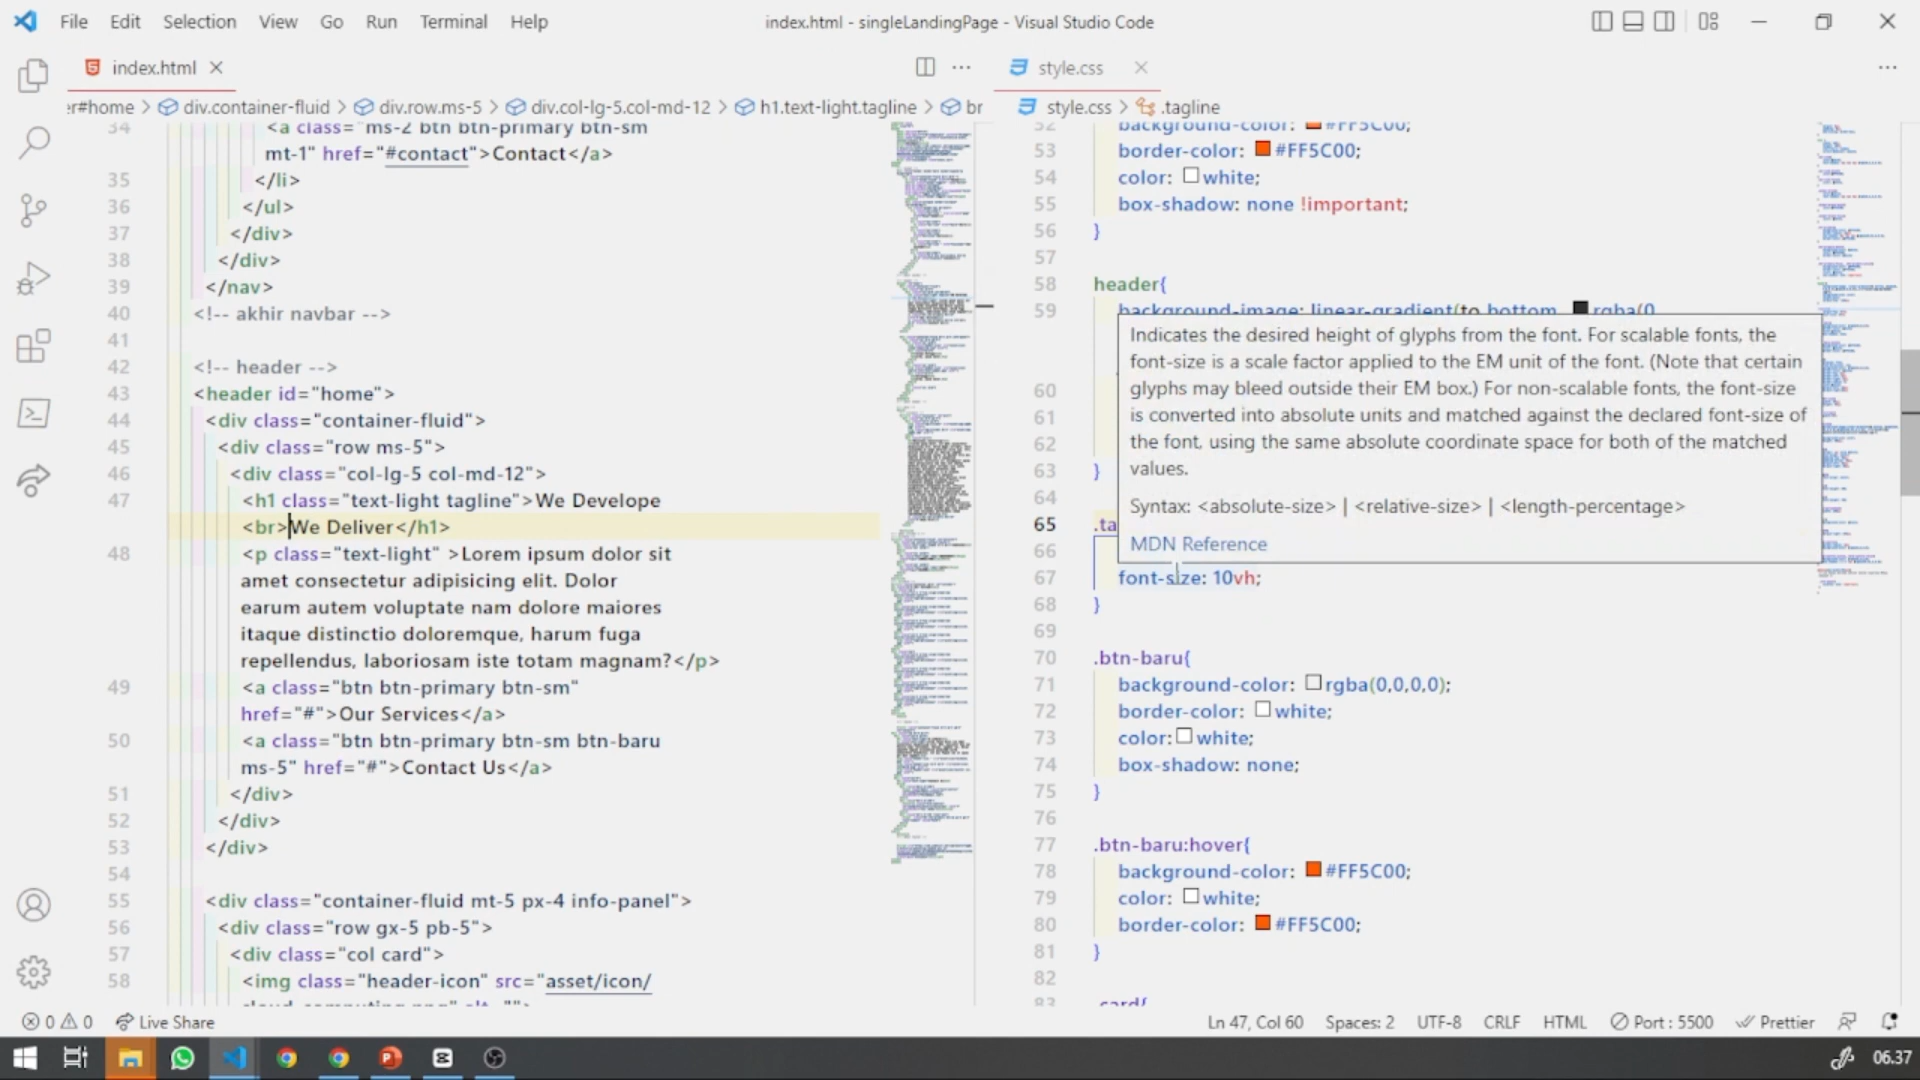 File Edit Selection View Go Run Terminal Help
index.html - singleLandingPage - Visual Studio Code
index.html
er#home > div.container-fluid > div.row.ms-5 > div.col-lg-5.col-md-12 > h1.text-light.tagline > br
34 <a class="ms-2 btn btn-primary btn-sm
mt-1" href="#contact">Contact</a>
35 </li>
36 </ul>
37 </div>
38 </div>
39 </nav>
40 <!-- akhir navbar -->
41
42 <!-- header -->
43 <header id="home">
44 <div class="container-fluid">
45 <div class="row ms-5">
46 <div class="col-lg-5 col-md-12">
47 <h1 class="text-light tagline">We Develope
<br>We Deliver</h1>
48 <p class="text-light" >Lorem ipsum dolor sit
amet consectetur adipisicing elit. Dolor
earum autem voluptate nam dolore maiores
itaque distinctio doloremque, harum fuga
repellendus, laboriosam iste totam magnam?</p>
49 <a class="btn btn-primary btn-sm"
href="#">Our Services</a>
50 <a class="btn btn-primary btn-sm btn-baru
ms-5" href="#">Contact Us</a>
51 </div>
52 </div>
53 </div>
54
55 <div class="container-fluid mt-5 px-4 info-panel">
56 <div class="row gx-5 pb-5">
57 <div class="col card">
58 <img class="header-icon" src="asset/icon/
style.css
style.css > .tagline
52 background-color: #FF5C00;
53 border-color: #FF5C00;
54 color: white;
55 box-shadow: none !important;
56 }
57
58 header{
59 background-image: linear-gradient(to bottom, rgba(0
60
61
62
63 }
64
65 .ta
66
67 font-size: 10vh;
68 }
69
70 .btn-baru{
71 background-color: rgba(0,0,0,0);
72 border-color: white;
73 color: white;
74 box-shadow: none;
75 }
76
77 .btn-baru:hover{
78 background-color: #FF5C00;
79 color: white;
80 border-color: #FF5C00;
81 }
82
83 .card{
Indicates the desired height of glyphs from the font. For scalable fonts, the
font-size is a scale factor applied to the EM unit of the font. (Note that certain
glyphs may bleed outside their EM box.) For non-scalable fonts, the font-size
is converted into absolute units and matched against the declared font-size of
the font, using the same absolute coordinate space for both of the matched
values.
Syntax: <absolute-size> | <relative-size> | <length-percentage>
MDN Reference
0 0 Live Share
Ln 47, Col 60 Spaces: 2 UTF-8 CRLF HTML Port : 5500 Prettier
06.37